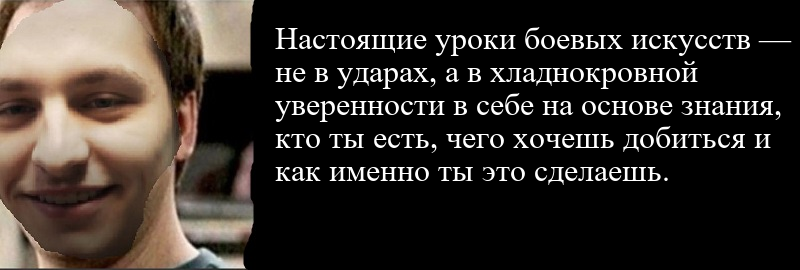 Настоящие уроки боевых искусств —
не в ударах, а в хладнокровной
уверенности в себе на основе знания,
кто ты есть, чего хочешь добиться и
как именно ты это сделаешь.